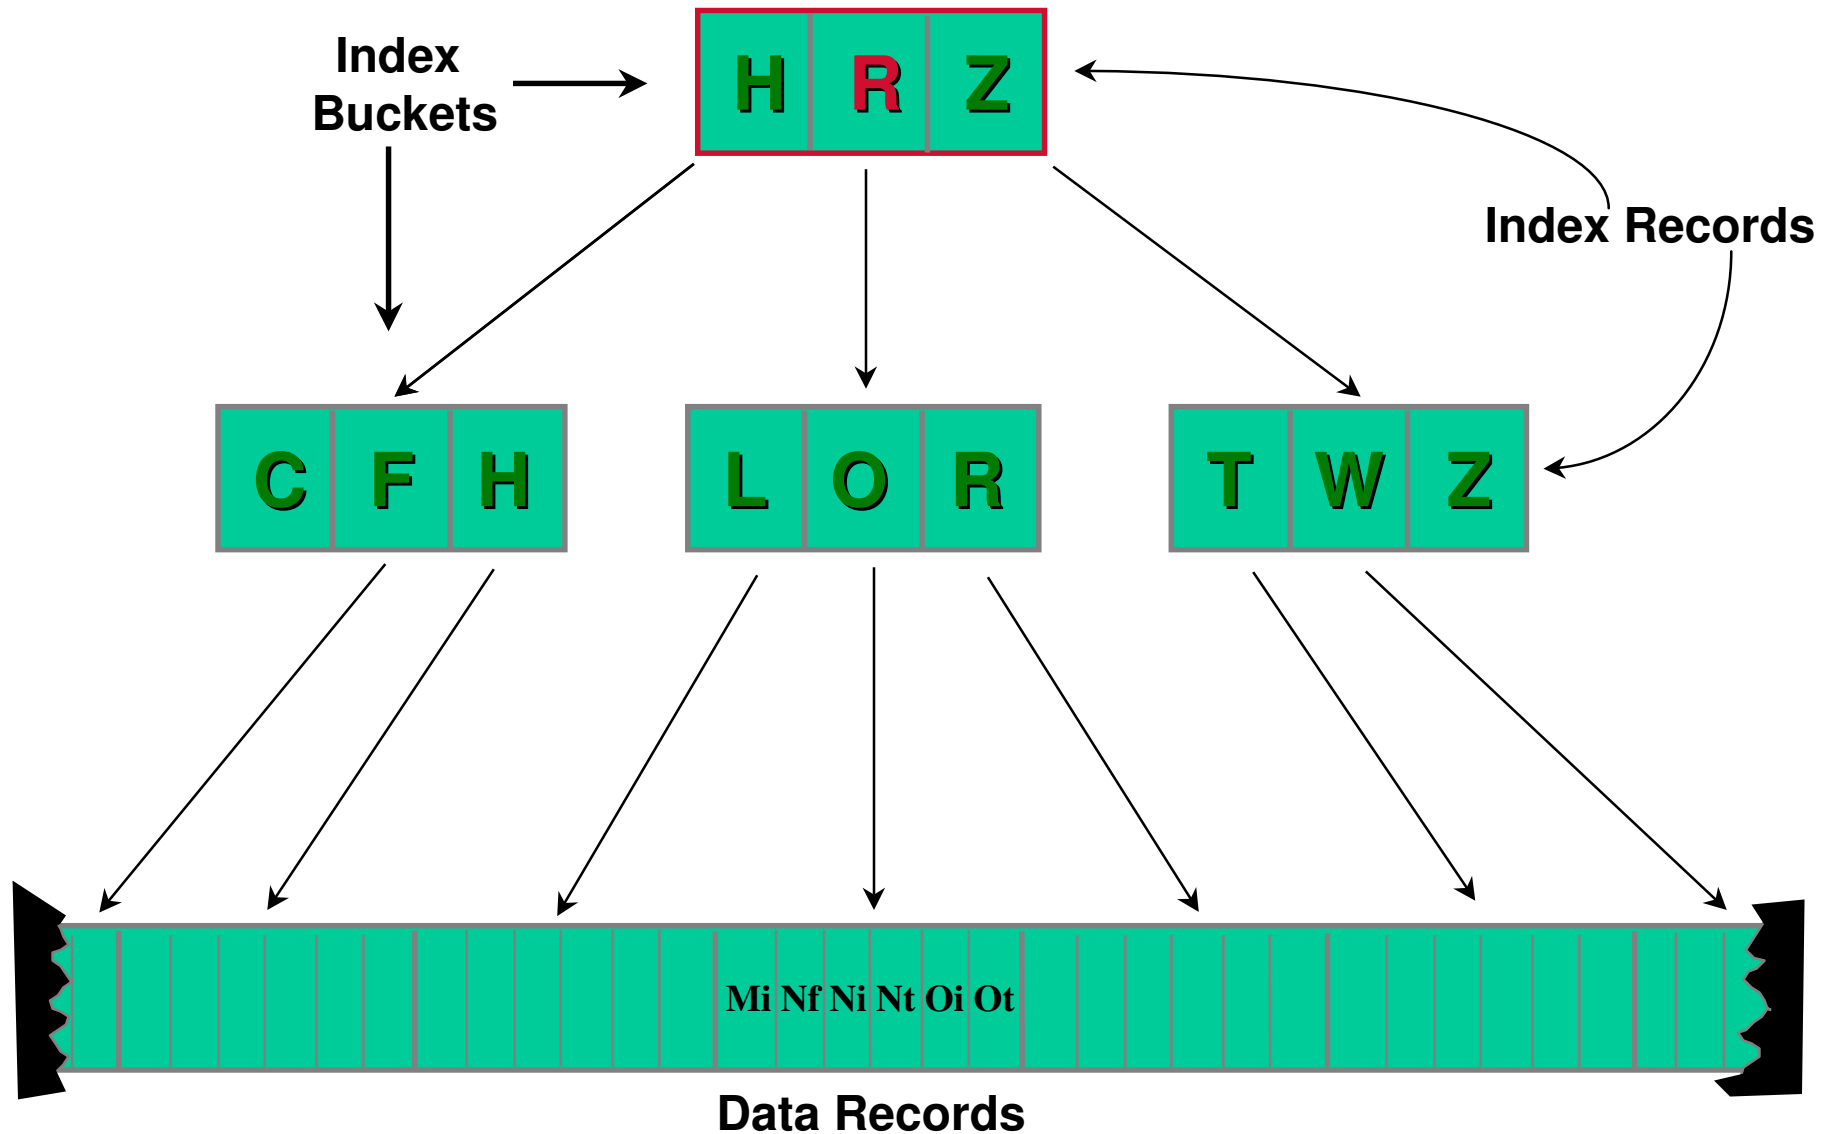 Index
Buckets
H R Z
Index Records
C F H
L O R
T W Z
Mi Nf Ni Nt Oi Ot
Data Records